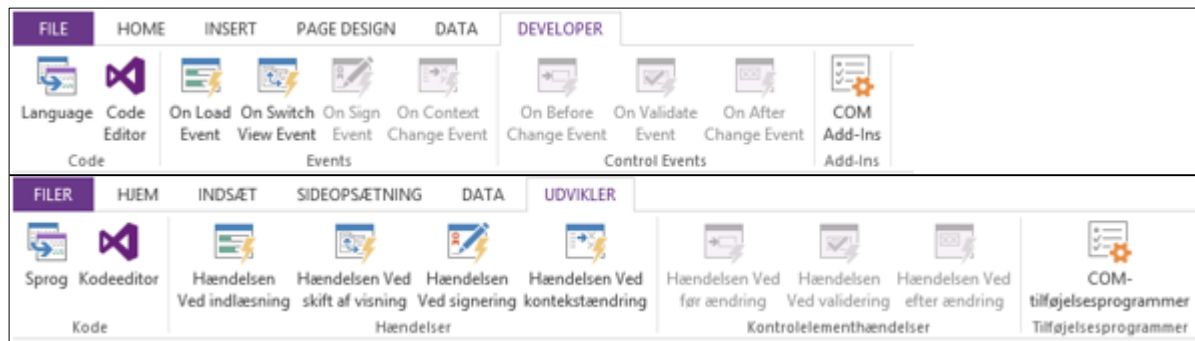 FILE HOME INSERT PAGE DESIGN DATA DEVELOPER
Language Code On Load On Switch On Sign On Context On Before On Validate On After COM
Editor Event View Event Event Change Event Change Event Event Change Event Add-Ins
Code Events Control Events Add-Ins
FILER HJEM INDSÆT SIDEOPSÆTNING DATA UDVIKLER
Sprog Kodeeditor Hændelsen Hændelsen Ved Hændelsen Hændelsen Ved Hændelsen Ved Hændelsen Hændelsen Ved COM-
Ved indlæsning skift af visning Ved signering kontekstændring før ændring Ved validering efter ændring tilføjelsesprogrammer
Kode Hændelser Kontrolelementhændelser Tilføjelsesprogrammer